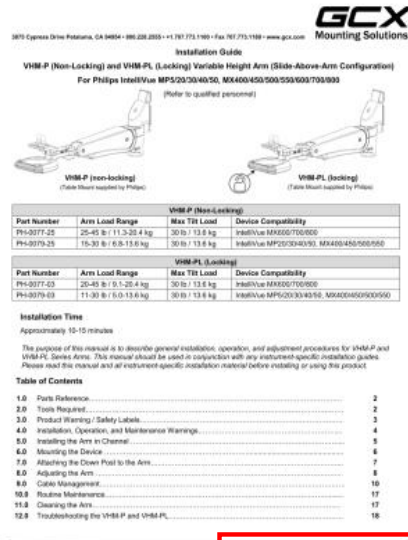 GCX
Mounting Solutions
3875 Cypress Drive Petaluma, CA 94954 • 800.228.2555 • +1.707.773.1100 • Fax 707.773.1180 • www.gcx.com
Installation Guide
VHM-P (Non-Locking) and VHM-PL (Locking) Variable Height Arm (Slide-Above-Arm Configuration)
For Philips IntelliVue MP5/20/30/40/50, MX400/450/500/550/600/700/800
(Refer to qualified personnel)
VHM-P (non-locking)
(Table Mount supplied by Philips)
VHM-PL (locking)
(Table Mount supplied by Philips)
VHM-P (Non-Locking)
Part Number Arm Load Range Max Tilt Load Device Compatibility
PH-0077-25 25-45 lb / 11.3-20.4 kg 30 lb / 13.6 kg IntelliVue MX600/700/800
PH-0079-25 15-30 lb / 6.8-13.6 kg 30 lb / 13.6 kg IntelliVue MP20/30/40/50, MX400/450/500/550
VHM-PL (Locking)
Part Number Arm Load Range Max Tilt Load Device Compatibility
PH-0077-03 20-45 lb / 9.1-20.4 kg 30 lb / 13.6 kg IntelliVue MX600/700/800
PH-0079-03 11-30 lb / 5.0-13.6 kg 30 lb / 13.6 kg IntelliVue MP5/20/30/40/50, MX400/450/500/550
Installation Time
Approximately 10-15 minutes
The purpose of this manual is to describe general installation, operation, and adjustment procedures for VHM-P and
VHM-PL Series Arms. This manual should be used in conjunction with any instrument-specific installation guides.
Please read this manual and all instrument-specific installation material before installing or using this product.
Table of Contents
1.0 Parts Reference 2
2.0 Tools Required 2
3.0 Product Warning / Safety Labels 3
4.0 Installation, Operation, and Maintenance Warnings 4
5.0 Installing the Arm in Channel 5
6.0 Mounting the Device 6
7.0 Attaching the Down Post to the Arm 7
8.0 Adjusting the Arm 8
9.0 Cable Management 10
10.0 Routine Maintenance 17
11.0 Cleaning the Arm 17
12.0 Troubleshooting the VHM-P and VHM-PL 18